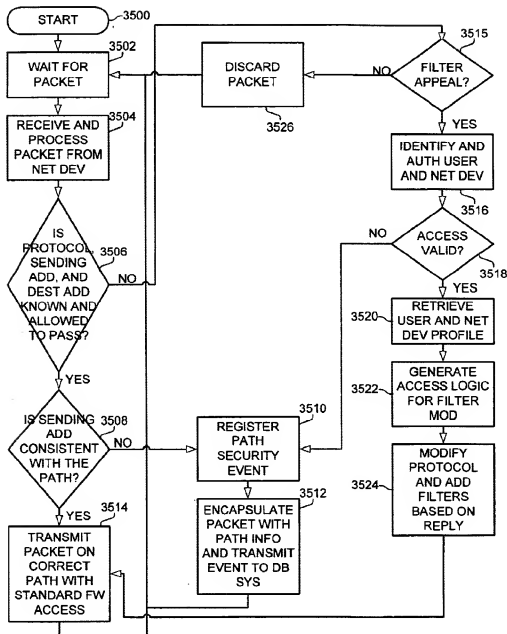 START
3500
3502
WAIT FOR
PACKET
3504
RECEIVE AND
PROCESS
PACKET FROM
NET DEV
3506
IS
PROTOCOL,
SENDING
ADD, AND
DEST ADD
KNOWN AND
ALLOWED
TO PASS?
NO
YES
3508
IS SENDING
ADD
CONSISTENT
WITH THE
PATH?
NO
YES
3514
TRANSMIT
PACKET ON
CORRECT
PATH WITH
STANDARD FW
ACCESS
3510
REGISTER
PATH
SECURITY
EVENT
3512
ENCAPSULATE
PACKET WITH
PATH INFO
AND TRANSMIT
EVENT TO DB
SYS
DISCARD
PACKET
3526
3515
FILTER
APPEAL?
NO
YES
IDENTIFY AND
AUTH USER
AND NET DEV
3516
NO
ACCESS
VALID?
3518
YES
3520
RETRIEVE
USER AND NET
DEV PROFILE
3522
GENERATE
ACCESS LOGIC
FOR FILTER
MOD
3524
MODIFY
PROTOCOL
AND ADD
FILTERS
BASED ON
REPLY